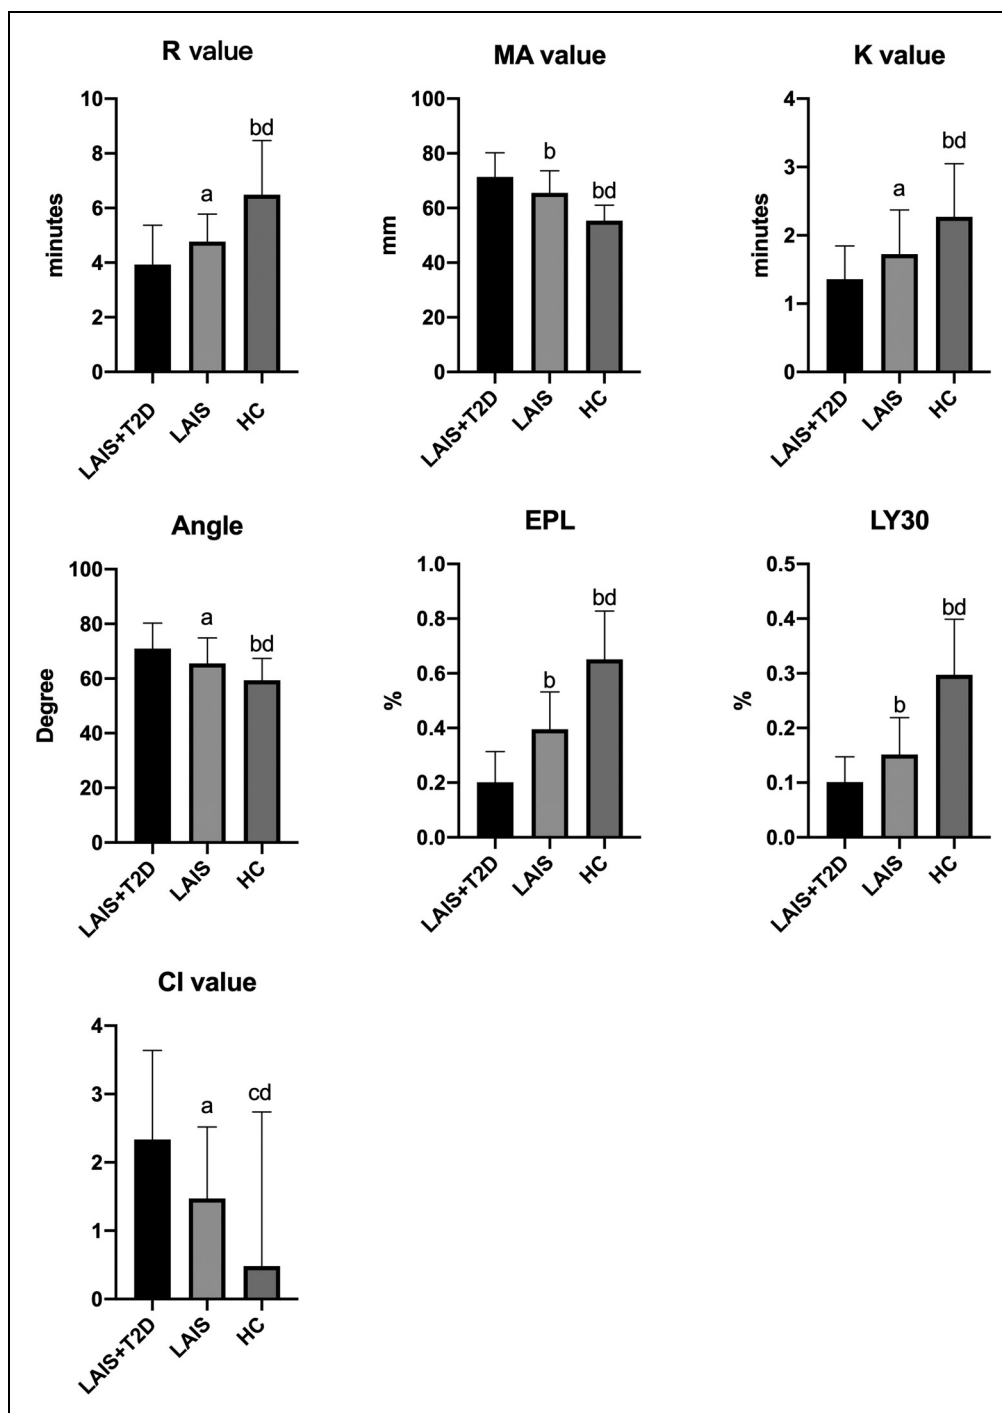 R value
10
8
6
4
2
0
minutes
a
bd
LAIS+T2D
LAIS
HC
MA value
100
80
60
40
20
0
mm
b
bd
LAIS+T2D
LAIS
HC
K value
4
3
2
1
0
minutes
a
bd
LAIS+T2D
LAIS
HC
Angle
100
80
60
40
20
0
Degree
a
bd
LAIS+T2D
LAIS
HC
EPL
1.0
0.8
0.6
0.4
0.2
0.0
%
b
bd
LAIS+T2D
LAIS
HC
LY30
0.5
0.4
0.3
0.2
0.1
0.0
%
b
bd
LAIS+T2D
LAIS
HC
CI value
4
3
2
1
0
a
cd
LAIS+T2D
LAIS
HC